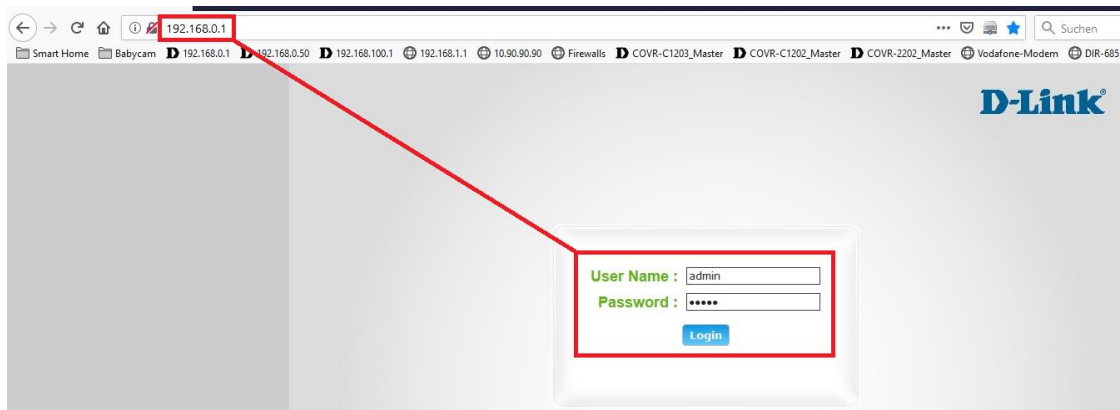 192.168.0.1
Suchen
Smart Home Babycam 192.168.0.1 192.168.0.50 192.168.100.1 192.168.1.1 10.90.90.90 Firewalls COVR-C1203_Master COVR-C1202_Master COVR-2202_Master Vodafone-Modem DIR-685
D-Link
User Name : admin
Password : •••••
Login